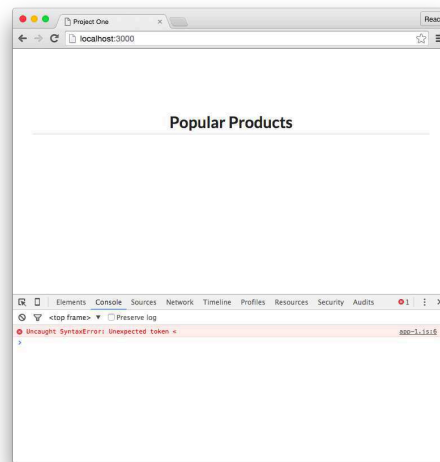 Project One
Reac
localhost:3000
Popular Products
Elements Console Sources Network Timeline Profiles Resources Security Audits 1
<top frame> ▼ Preserve log
Uncaught SyntaxError: Unexpected token < app-1.js:6